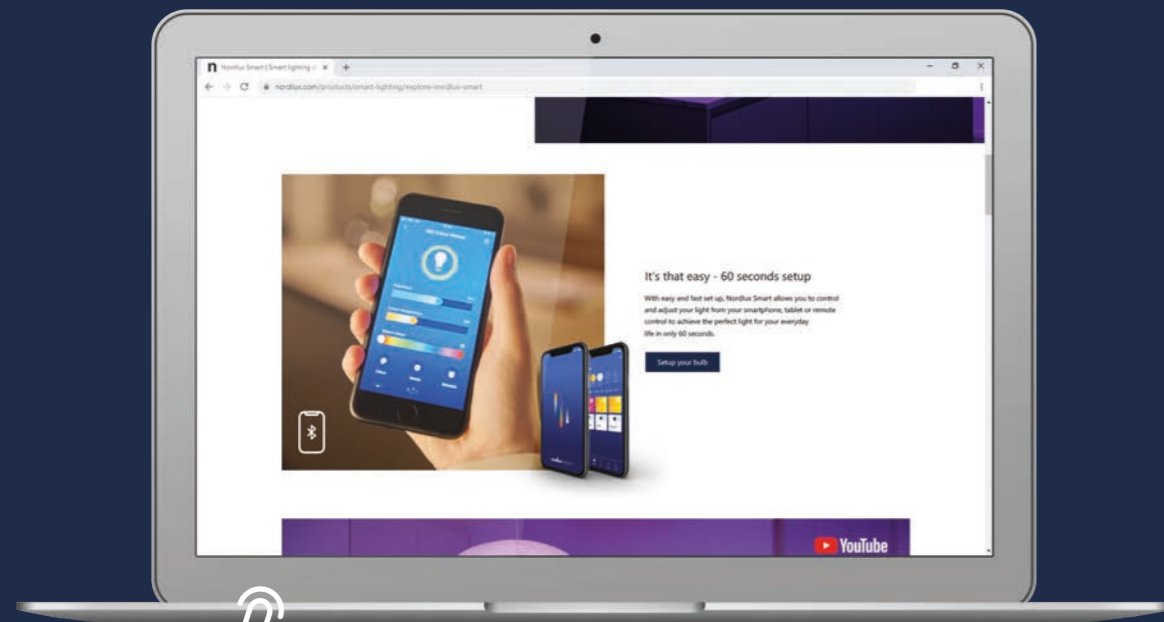 n Nordlux Smart | Smart lighting
nordlux.com/products/smart-lighting/explore-nordlux-smart
It's that easy - 60 seconds setup
With easy and fast set up, Nordlux Smart allows you to control
and adjust your light from your smartphone, tablet or remote
control to achieve the perfect light for your everyday
life in only 60 seconds.
Setup your bulb
YouTube